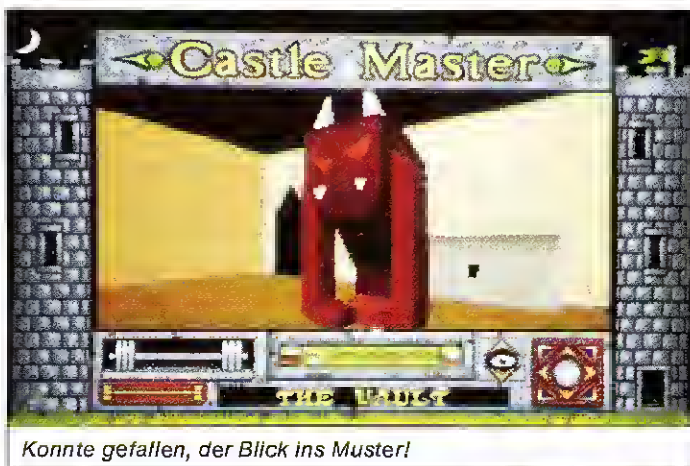 Castle Master
THE VAULT
Konnte gefallen, der Blick ins Muster!